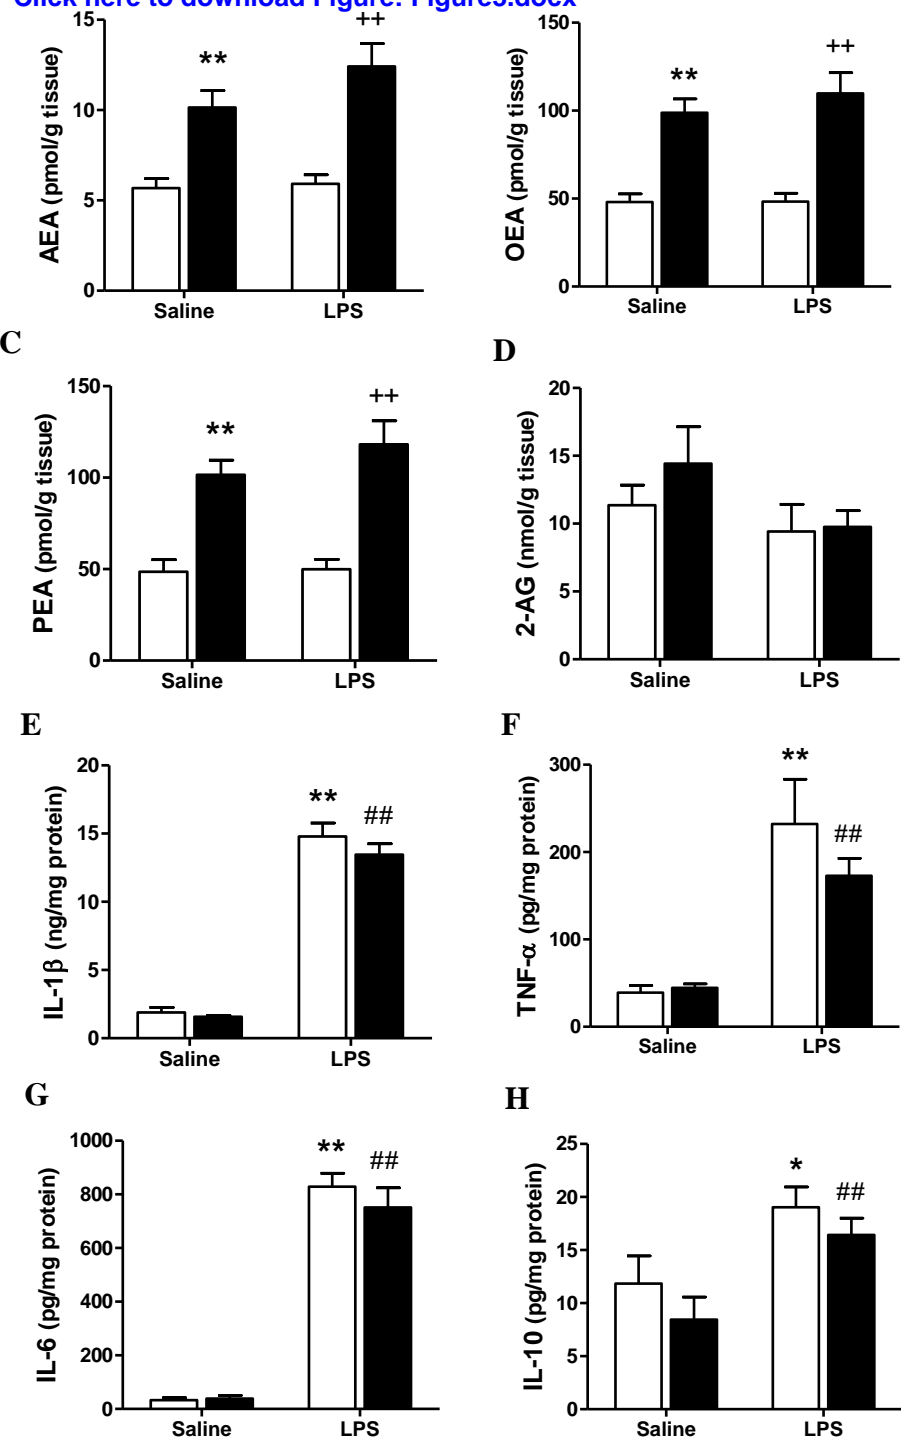 Click here to download Figure: Figure3.docx
AEA (pmol/g tissue)
15
10
5
0
**
++
Saline
LPS
OEA (pmol/g tissue)
150
100
50
0
**
++
Saline
LPS
C
PEA (pmol/g tissue)
150
100
50
0
**
++
Saline
LPS
D
2-AG (nmol/g tissue)
20
15
10
5
0
Saline
LPS
E
IL-1β (ng/mg protein)
20
15
10
5
0
**
##
Saline
LPS
F
TNF-α (pg/mg protein)
300
200
100
0
**
##
Saline
LPS
G
IL-6 (pg/mg protein)
1000
800
600
400
200
0
**
##
Saline
LPS
H
IL-10 (pg/mg protein)
25
20
15
10
5
0
*
##
Saline
LPS